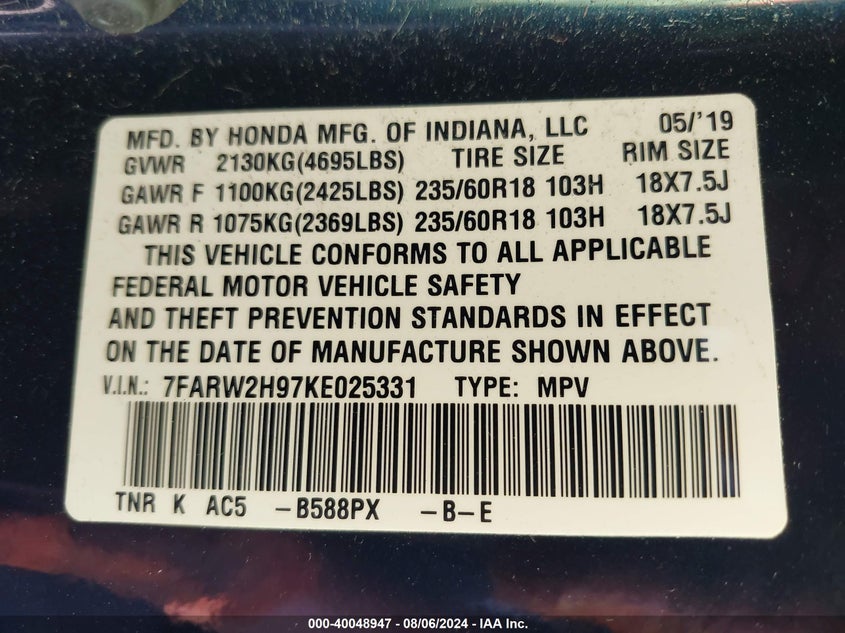 MFD. BY HONDA MFG. OF INDIANA, LLC 05/'19
GVWR 2130KG(4695LBS) TIRE SIZE RIM SIZE
GAWR F 1100KG(2425LBS) 235/60R18 103H 18X7.5J
GAWR R 1075KG(2369LBS) 235/60R18 103H 18X7.5J
THIS VEHICLE CONFORMS TO ALL APPLICABLE
FEDERAL MOTOR VEHICLE SAFETY
AND THEFT PREVENTION STANDARDS IN EFFECT
ON THE DATE OF MANUFACTURE SHOWN ABOVE.
V.I.N.: 7FARW2H97KE025331 TYPE: MPV
TNR K AC5 -B588PX -B-E
000-40048947 - 08/06/2024 - IAA Inc.